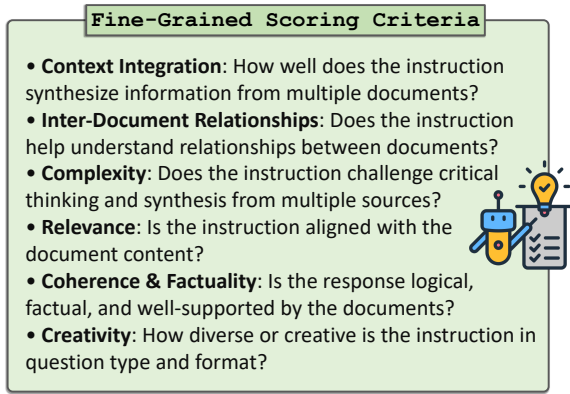 Fine-Grained Scoring Criteria
• Context Integration: How well does the instruction
synthesize information from multiple documents?
• Inter-Document Relationships: Does the instruction
help understand relationships between documents?
• Complexity: Does the instruction challenge critical
thinking and synthesis from multiple sources?
• Relevance: Is the instruction aligned with the
document content?
• Coherence & Factuality: Is the response logical,
factual, and well-supported by the documents?
• Creativity: How diverse or creative is the instruction in
question type and format?